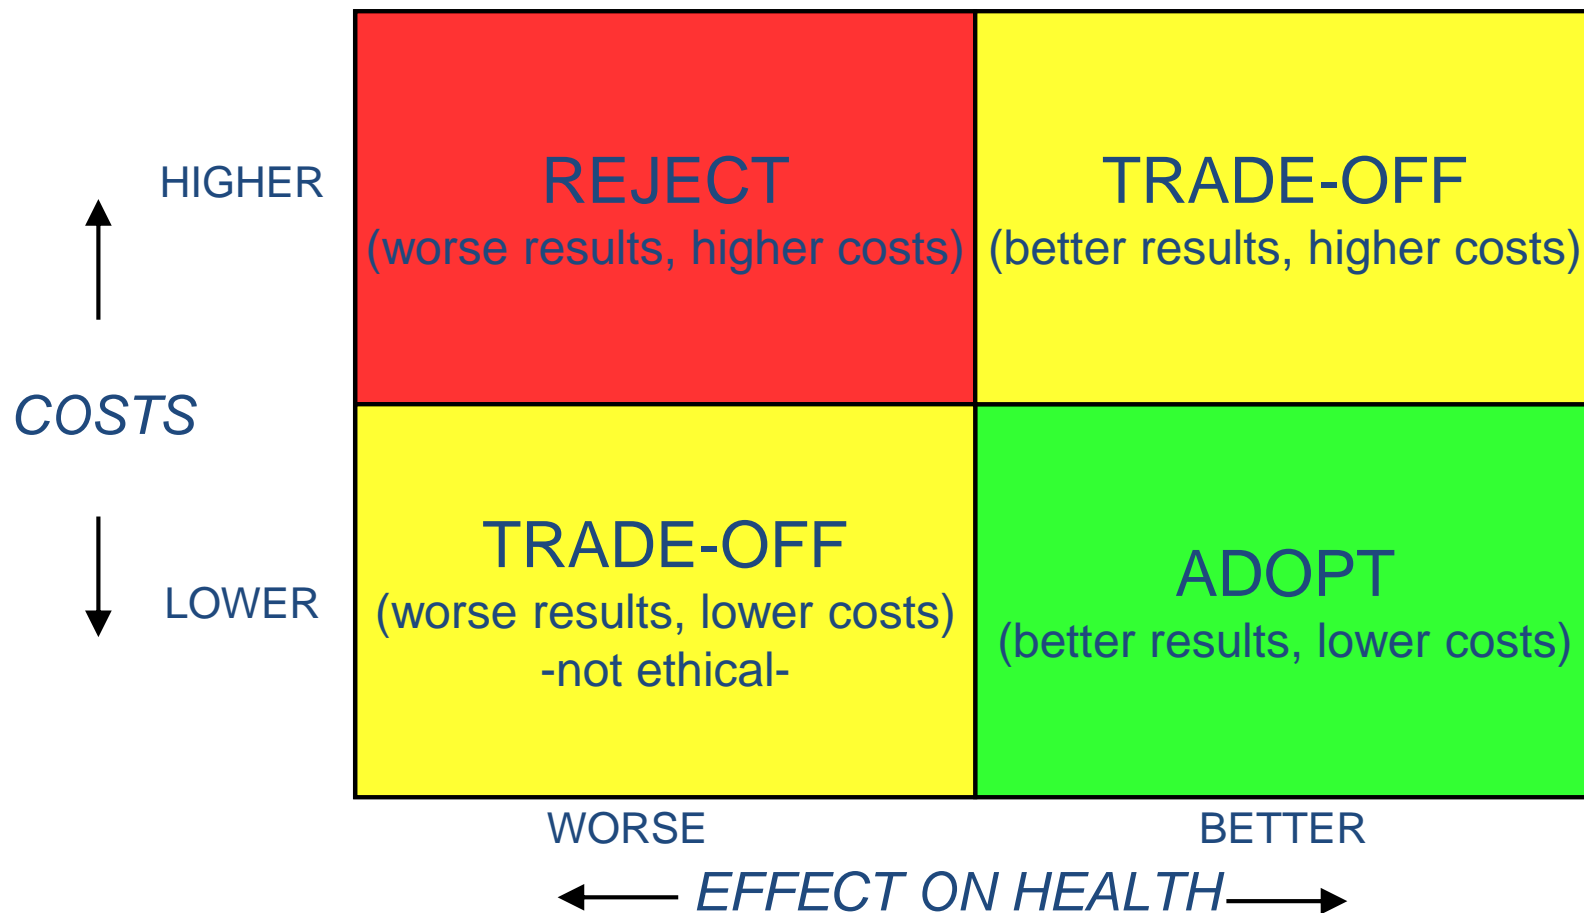 HIGHER
REJECT
(worse results, higher costs)
TRADE-OFF
(better results, higher costs)
COSTS
LOWER
TRADE-OFF
(worse results, lower costs)
-not ethical-
ADOPT
(better results, lower costs)
WORSE
BETTER
EFFECT ON HEALTH